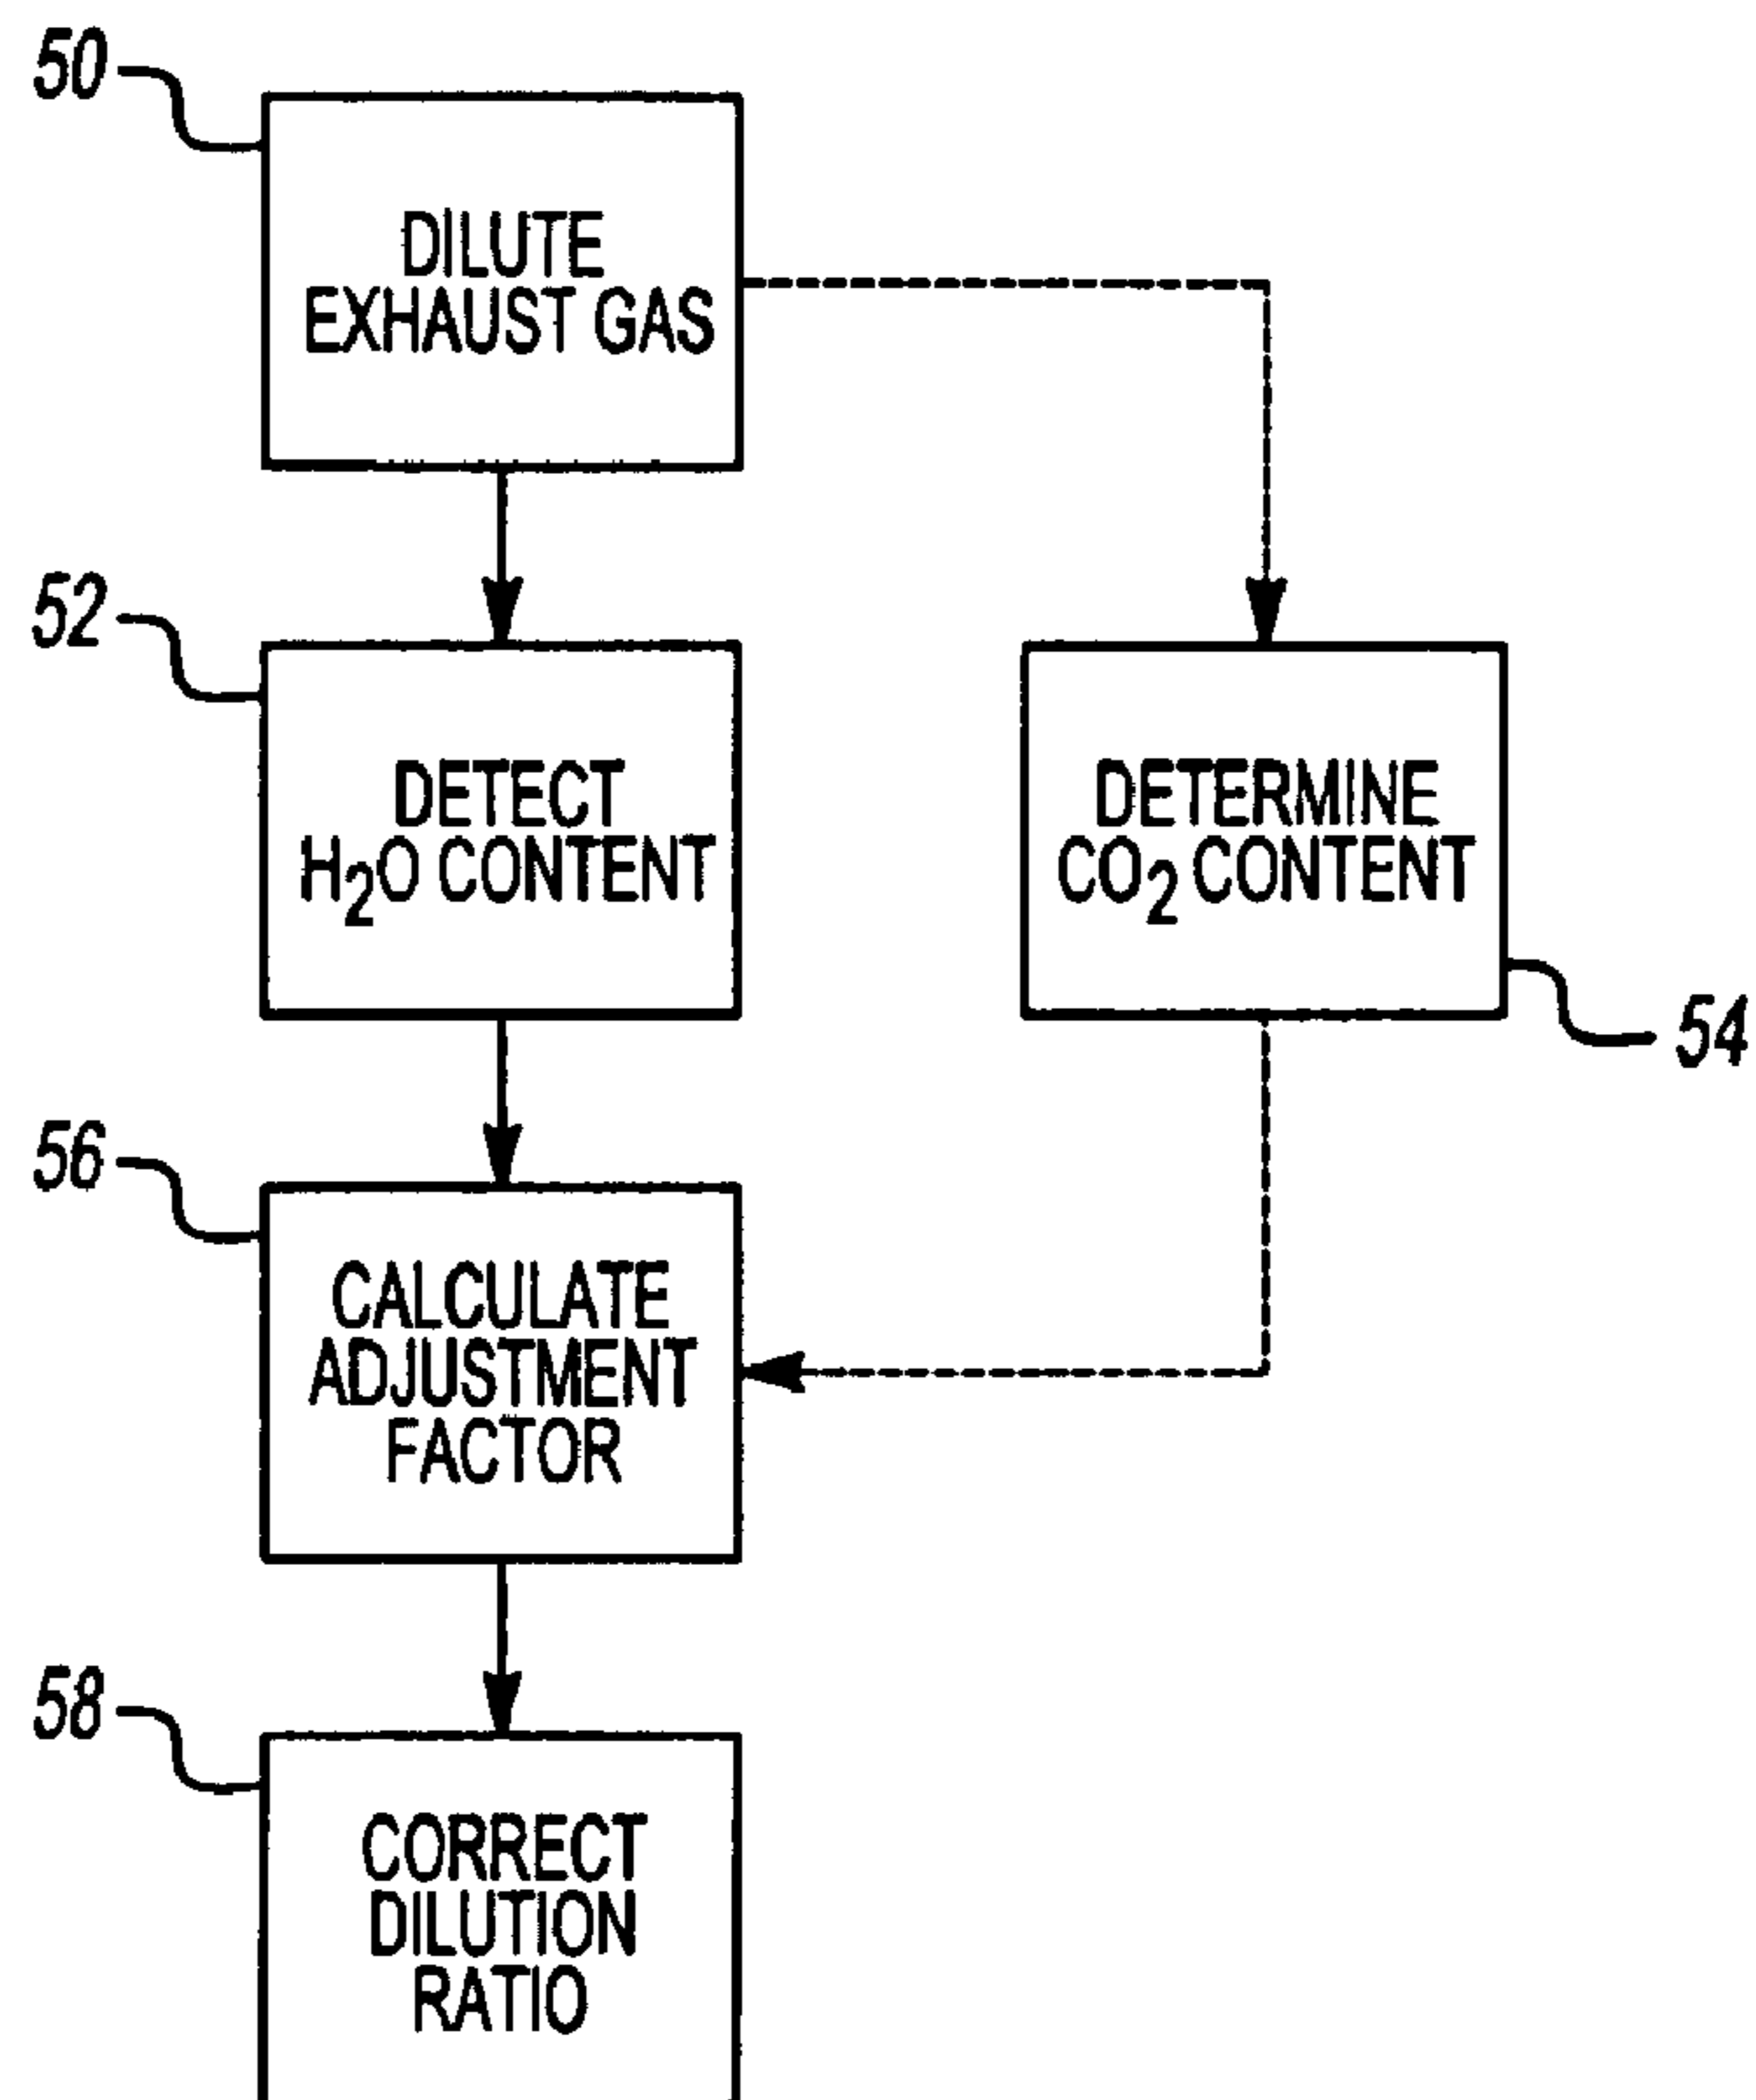 50
DILUTE
EXHAUST GAS
52
DETECT
H₂O CONTENT
DETERMINE
CO₂ CONTENT
54
56
CALCULATE
ADJUSTMENT
FACTOR
58
CORRECT
DILUTION
RATIO